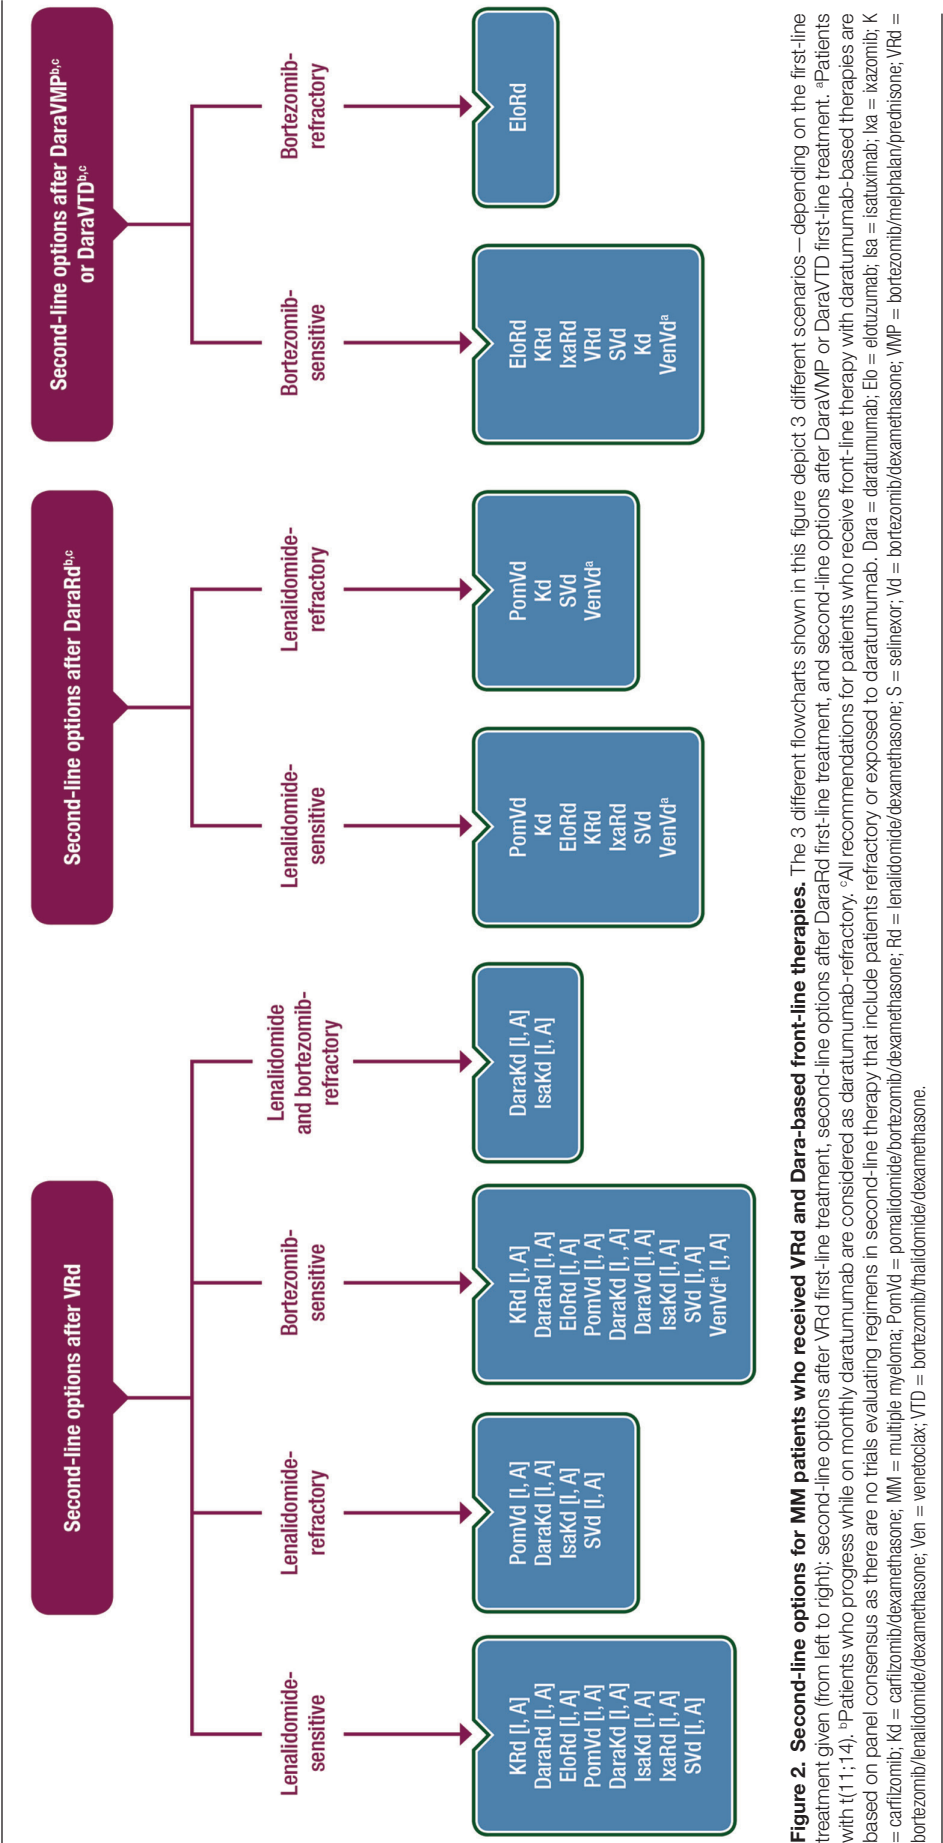 Second-line options after VRd
Lenalidomide-
sensitive
KRd [I, A]
DaraRd [I, A]
EloRd [I, A]
PomVd [I, A]
DaraKd [I, A]
IsaKd [I, A]
IxaRd [I, A]
SVd [I, A]
Lenalidomide-
refractory
PomVd [I, A]
DaraKd [I, A]
IsaKd [I, A]
SVd [I, A]
Bortezomib-
sensitive
KRd [I, A]
DaraRd [I, A]
EloRd [I, A]
PomVd [I, A]
DaraKd [I, ,A]
DaraVd [I, A]
IsaKd [I, A]
SVd [I, A]
VenVdᵃ [I, A]
Lenalidomide
and bortezomib-
refractory
DaraKd [I, A]
IsaKd [I, A]
Second-line options after DaraRdᵇ,ᶜ
Lenalidomide-
sensitive
PomVd
Kd
EloRd
KRd
IxaRd
SVd
VenVdᵃ
Lenalidomide-
refractory
PomVd
Kd
SVd
VenVdᵃ
Second-line options after DaraVMPᵇ,ᶜ
or DaraVTDᵇ,ᶜ
Bortezomib-
sensitive
EloRd
KRd
IxaRd
VRd
SVd
Kd
VenVdᵃ
Bortezomib-
refractory
EloRd
Figure 2. Second-line options for MM patients who received VRd and Dara-based front-line therapies. The 3 different flowcharts shown in this figure depict 3 different scenarios—depending on the first-line
treatment given (from left to right): second-line options after VRd first-line treatment, second-line options after DaraRd first-line treatment, and second-line options after DaraVMP or DaraVTD first-line treatment. ᵃPatients
with t(11;14). ᵇPatients who progress while on monthly daratumumab are considered as daratumumab-refractory. ᶜAll recommendations for patients who receive front-line therapy with daratumumab-based therapies are
based on panel consensus as there are no trials evaluating regimens in second-line therapy that include patients refractory or exposed to daratumumab. Dara = daratumumab; Elo = elotuzumab; Isa = isatuximab; Ixa = ixazomib; K
= carfilzomib; Kd = carfilzomib/dexamethasone; MM = multiple myeloma; PomVd = pomalidomide/bortezomib/dexamethasone; Rd = lenalidomide/dexamethasone; S = selinexor; Vd = bortezomib/dexamethasone; VMP = bortezomib/melphalan/prednisone; VRd =
bortezomib/lenalidomide/dexamethasone; Ven = venetoclax; VTD = bortezomib/thalidomide/dexamethasone.